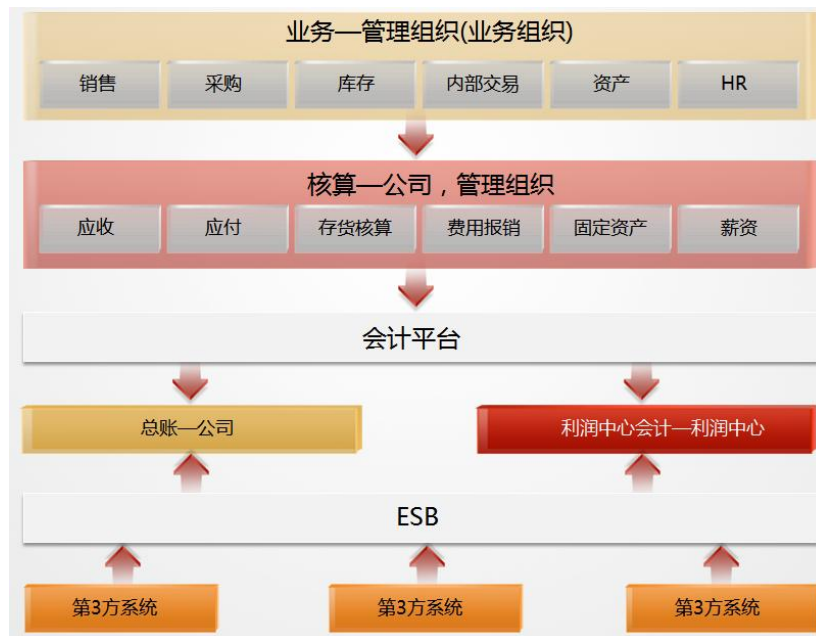 业务—管理组织(业务组织)
销售
采购
库存
内部交易
资产
HR
核算—公司，管理组织
应收
应付
存货核算
费用报销
固定资产
薪资
会计平台
总账—公司
利润中心会计—利润中心
ESB
第3方系统
第3方系统
第3方系统